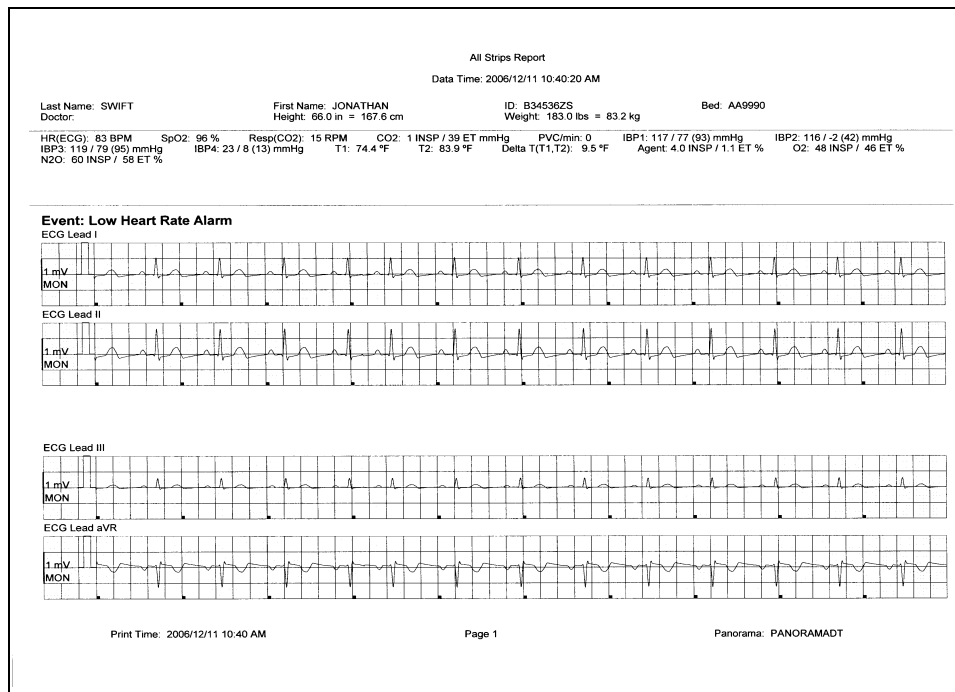 All Strips Report
Data Time: 2006/12/11 10:40:20 AM
Last Name: SWIFT First Name: JONATHAN ID: B34536ZS Bed: AA9990
Doctor: Height: 66.0 in = 167.6 cm Weight: 183.0 lbs = 83.2 kg
HR(ECG): 83 BPM SpO2: 96 % Resp(CO2): 15 RPM CO2: 1 INSP / 39 ET mmHg PVC/min: 0 IBP1: 117 / 77 (93) mmHg IBP2: 116 / -2 (42) mmHg
IBP3: 119 / 79 (95) mmHg IBP4: 23 / 8 (13) mmHg T1: 74.4 °F T2: 83.9 °F Delta T(T1,T2): 9.5 °F Agent: 4.0 INSP / 1.1 ET % O2: 48 INSP / 46 ET %
N2O: 60 INSP / 58 ET %
Event: Low Heart Rate Alarm
ECG Lead I
1 mV
MON
ECG Lead II
1 mV
MON
ECG Lead III
1 mV
MON
ECG Lead aVR
1 mV
MON
Print Time: 2006/12/11 10:40 AM Page 1 Panorama: PANORAMADT